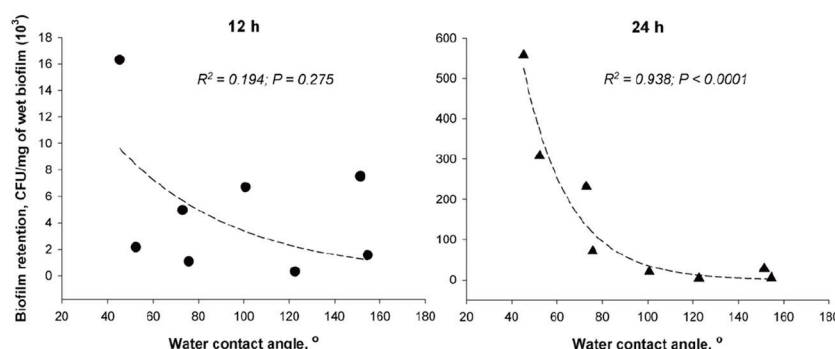 12 h
24 h
Biofilm retention, CFU/mg of wet biofilm (10³)
18
16
14
12
10
8
6
4
2
0
R² = 0.194; P = 0.275
20 40 60 80 100 120 140 160 180
Water contact angle, °
600
500
400
300
200
100
0
R² = 0.938; P < 0.0001
20 40 60 80 100 120 140 160 180
Water contact angle, °